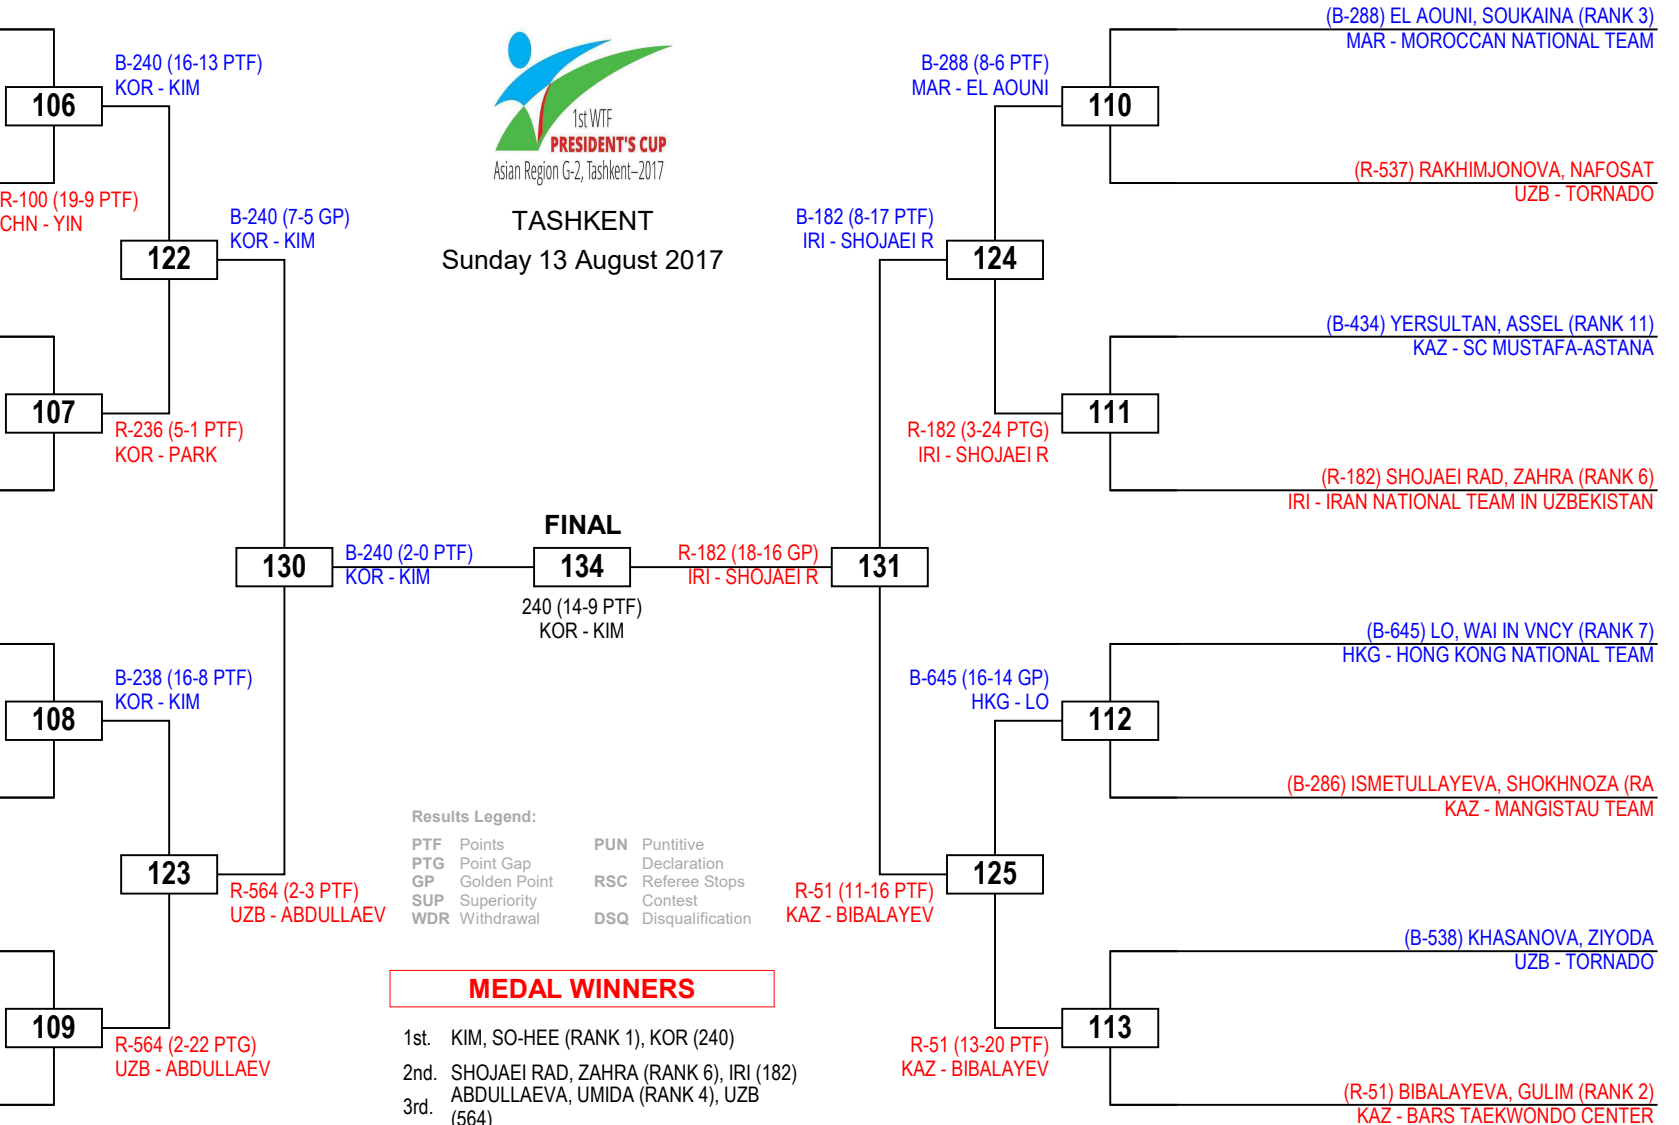 (B-288) EL AOUNI, SOUKAINA (RANK 3)
MAR - MOROCCAN NATIONAL TEAM
B-240 (16-13 PTF)
KOR - KIM
B-288 (8-6 PTF)
MAR - EL AOUNI
106
110
1st WTF
PRESIDENT'S CUP
Asian Region G-2, Tashkent–2017
(R-537) RAKHIMJONOVA, NAFOSAT
UZB - TORNADO
R-100 (19-9 PTF)
CHN - YIN
B-240 (7-5 GP)
KOR - KIM
TASHKENT
Sunday 13 August 2017
B-182 (8-17 PTF)
IRI - SHOJAEI R
122
124
(B-434) YERSULTAN, ASSEL (RANK 11)
KAZ - SC MUSTAFA-ASTANA
107
111
R-236 (5-1 PTF)
KOR - PARK
R-182 (3-24 PTG)
IRI - SHOJAEI R
(R-182) SHOJAEI RAD, ZAHRA (RANK 6)
IRI - IRAN NATIONAL TEAM IN UZBEKISTAN
FINAL
130
B-240 (2-0 PTF)
KOR - KIM
134
R-182 (18-16 GP)
IRI - SHOJAEI R
131
240 (14-9 PTF)
KOR - KIM
(B-645) LO, WAI IN VNCY (RANK 7)
HKG - HONG KONG NATIONAL TEAM
B-238 (16-8 PTF)
KOR - KIM
B-645 (16-14 GP)
HKG - LO
108
112
(B-286) ISMETULLAYEVA, SHOKHNOZA (RA
KAZ - MANGISTAU TEAM
Results Legend:
PTF Points
PTG Point Gap
GP Golden Point
SUP Superiority
WDR Withdrawal
PUN Puntitive
Declaration
RSC Referee Stops
Contest
DSQ Disqualification
123
125
R-564 (2-3 PTF)
UZB - ABDULLAEV
R-51 (11-16 PTF)
KAZ - BIBALAYEV
(B-538) KHASANOVA, ZIYODA
UZB - TORNADO
MEDAL WINNERS
109
113
R-564 (2-22 PTG)
UZB - ABDULLAEV
R-51 (13-20 PTF)
KAZ - BIBALAYEV
1st. KIM, SO-HEE (RANK 1), KOR (240)
2nd. SHOJAEI RAD, ZAHRA (RANK 6), IRI (182)
3rd. ABDULLAEVA, UMIDA (RANK 4), UZB
(564)
(R-51) BIBALAYEVA, GULIM (RANK 2)
KAZ - BARS TAEKWONDO CENTER